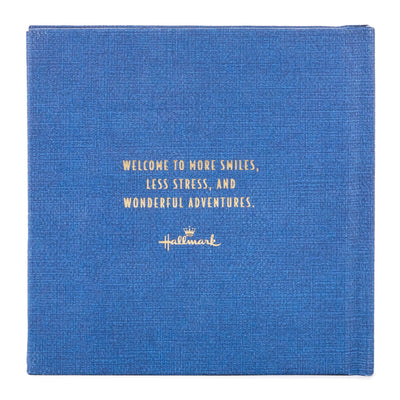 WELCOME TO MORE SMILES,
LESS STRESS, AND
WONDERFUL ADVENTURES.
Hallmark